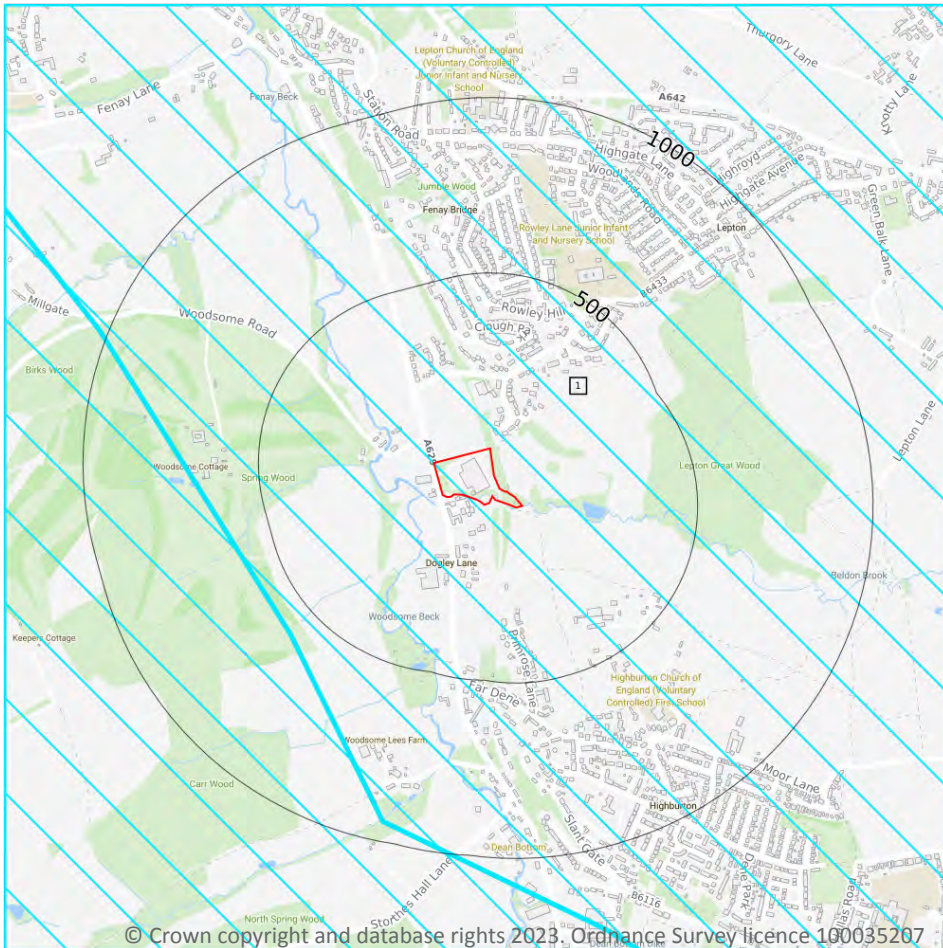 Thurgory Lane
Lepton Church of England
(Voluntary Controlled)
Junior Infant and Nursery
School
Knotty Lane
Fenay Lane
Fenay Beck
A642
Station Road
1000
Highgate Lane
Highroyd
Woodlands Road
Highgate Avenue
Jumble Wood
Green Balk Lane
Fenay Bridge
Rowley Lane Junior Infant
and Nursery School
Lepton
B6433
500
Millgate
Woodsome Road
Rowley Hill
Clough Park
Birks Wood
1
Lepton Lane
A629
Woodsome Cottage
Spring Wood
Lepton Great Wood
Dogley Lane
Beldon Brook
Woodsome Beck
Keepers Cottage
Primrose Lane
Far Dene
Highburton Church of
England (Voluntary
Controlled) First School
Woodsome Lees Farm
Moor Lane
Carr Wood
Highburton
Slant Gate
Dean Bottom
Dene Park
Storthes Hall Lane
B6116
North Spring Wood
© Crown copyright and database rights 2023. Ordnance Survey licence 100035207